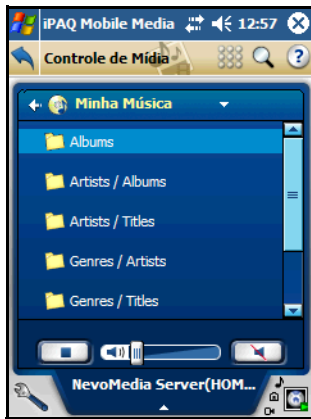 iPAQ Mobile Media 12:57
Controle de Mídia
Minha Música
Albums
Artists / Albums
Artists / Titles
Genres / Artists
Genres / Titles
NevoMedia Server(HOM...